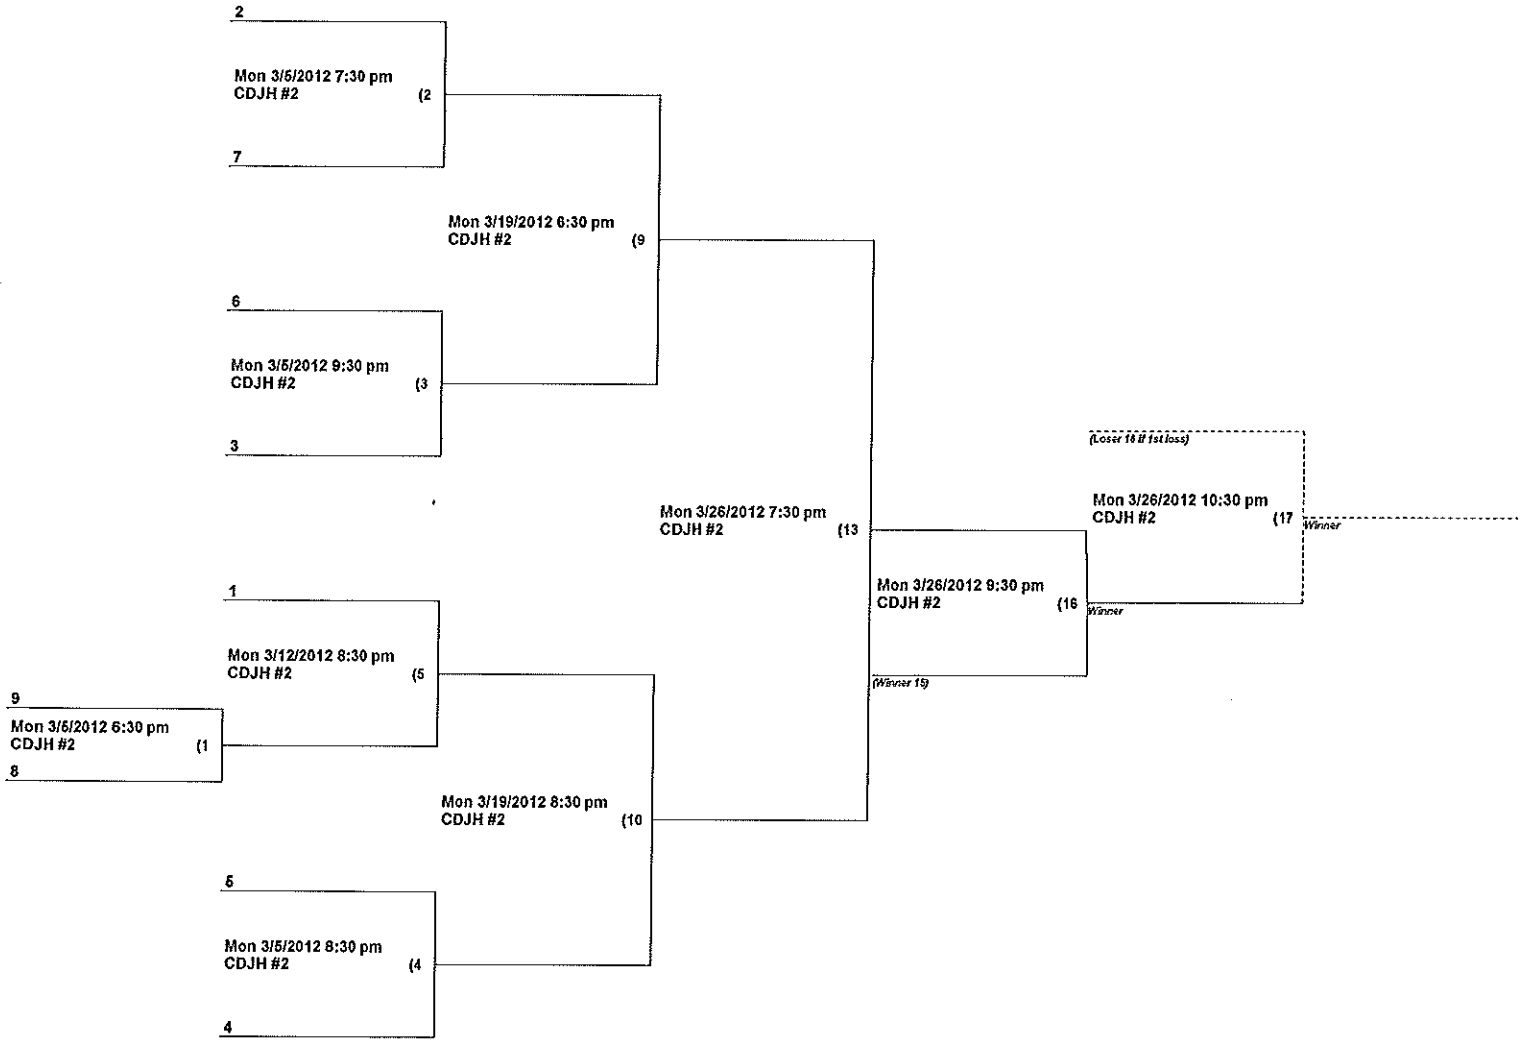 2
Mon 3/5/2012 7:30 pm
CDJH #2
(2
7
Mon 3/19/2012 6:30 pm
CDJH #2
(9
6
Mon 3/5/2012 9:30 pm
CDJH #2
(3
3
(Loser 16 if 1st loss)
Mon 3/26/2012 10:30 pm
CDJH #2
(17
Winner
Mon 3/26/2012 7:30 pm
CDJH #2
(13
Mon 3/26/2012 9:30 pm
CDJH #2
(16
Winner
(Winner 15)
1
Mon 3/12/2012 8:30 pm
CDJH #2
(5
9
Mon 3/5/2012 6:30 pm
CDJH #2
(1
8
Mon 3/19/2012 8:30 pm
CDJH #2
(10
5
Mon 3/5/2012 8:30 pm
CDJH #2
(4
4